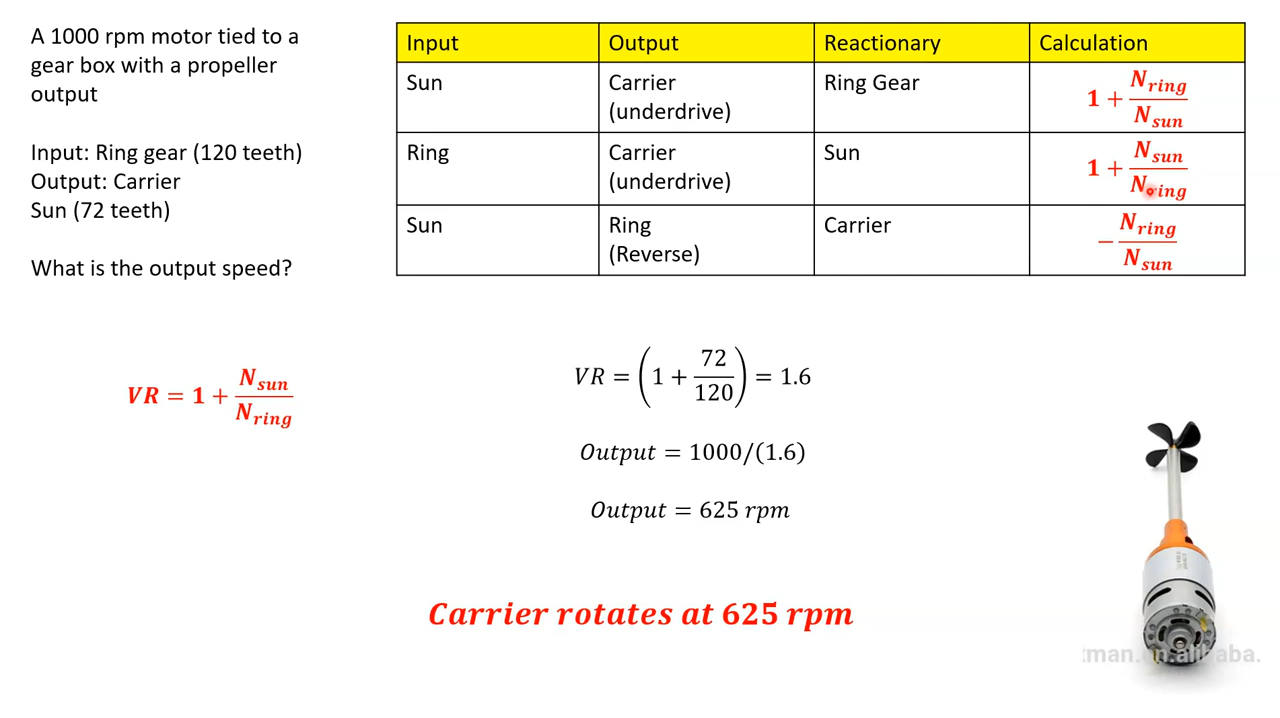 A 1000 rpm motor tied to a
gear box with a propeller
output
Input: Ring gear (120 teeth)
Output: Carrier
Sun (72 teeth)
What is the output speed?
Input Output Reactionary Calculation
Sun Carrier (underdrive) Ring Gear 1 + N_ring/N_sun
Ring Carrier (underdrive) Sun 1 + N_sun/N_ring
Sun Ring (Reverse) Carrier −N_ring/N_sun
VR = 1 + N_sun/N_ring
VR = (1 + 72/120) = 1.6
Output = 1000/(1.6)
Output = 625 rpm
Carrier rotates at 625 rpm